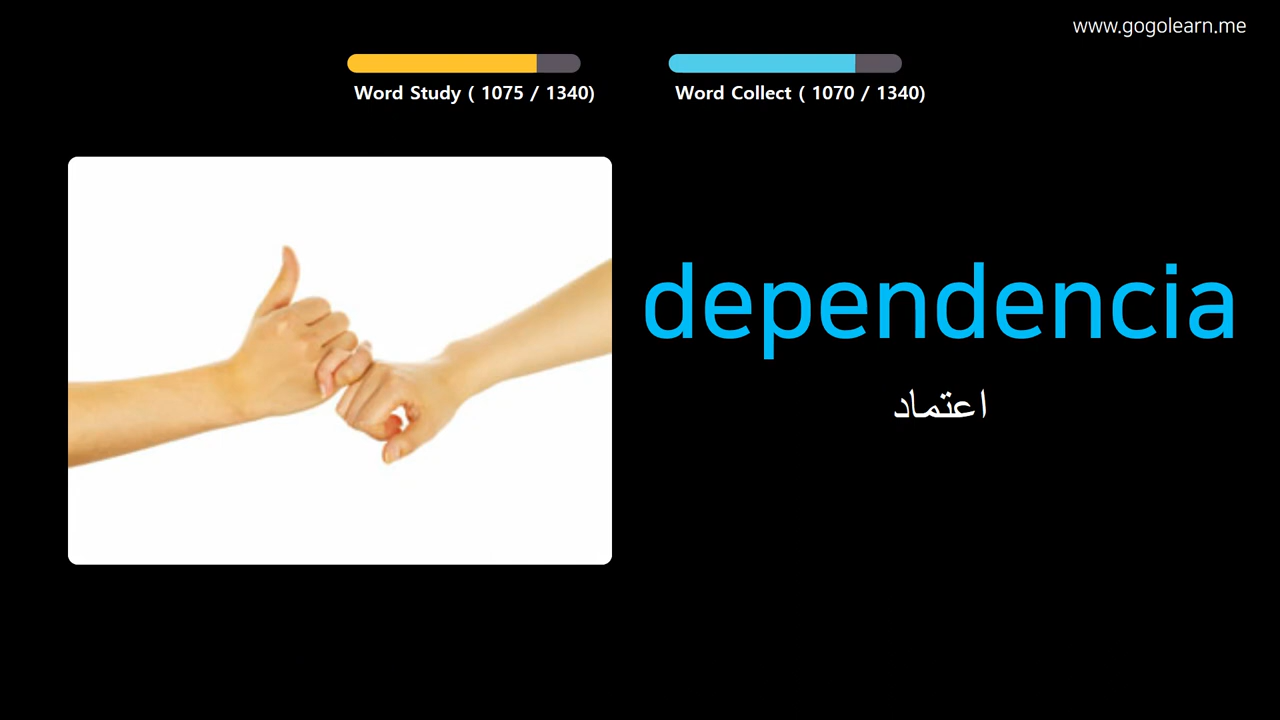 www.gogolearn.me
Word Study ( 1075 / 1340)
Word Collect ( 1070 / 1340)
dependencia
اعتماد